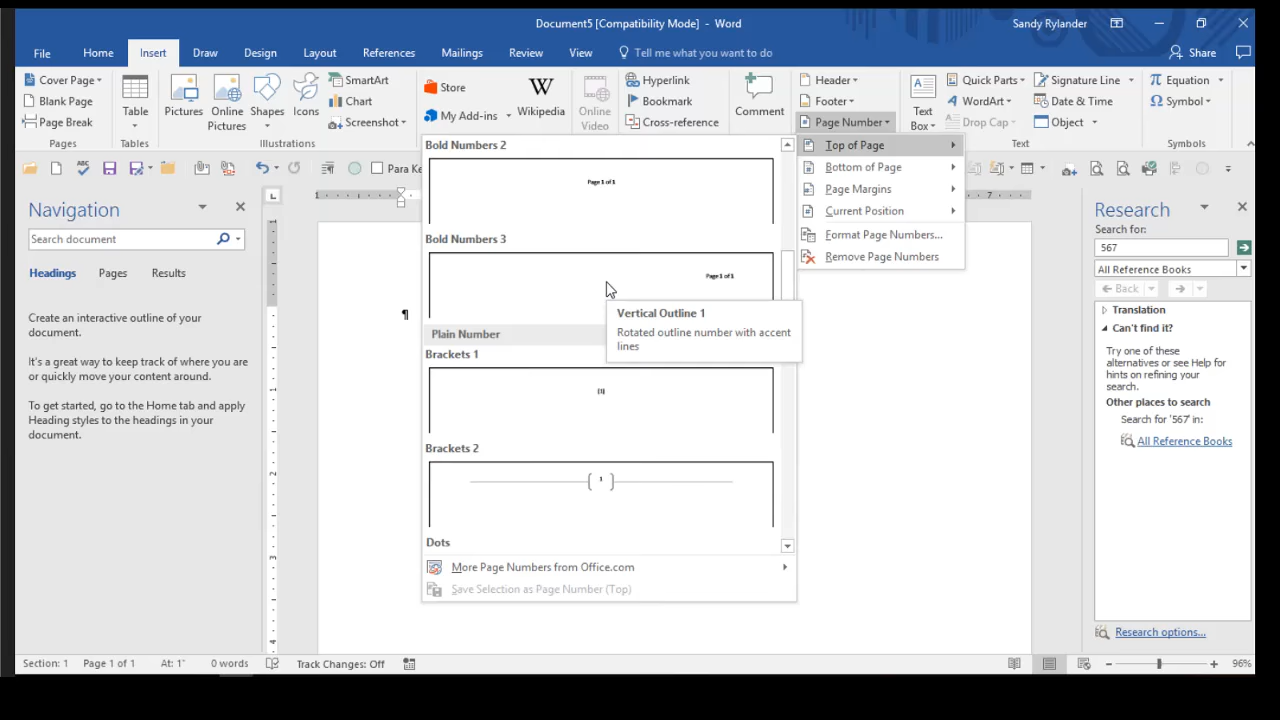 Document5 [Compatibility Mode] - Word
Sandy Rylander
File Home Insert Draw Design Layout References Mailings Review View Tell me what you want to do
Share
Cover Page
Blank Page
Page Break
Pages
Table
Tables
Pictures
Online Pictures
Shapes
Icons
SmartArt
Chart
Screenshot
Illustrations
Store
My Add-ins
W
Wikipedia
Online Video
Hyperlink
Bookmark
Cross-reference
Comment
Header
Footer
Page Number
Text Box
Quick Parts
WordArt
Drop Cap
Signature Line
Date & Time
Object
Text
Equation
Symbol
Symbols
Para Ke
Top of Page
Bottom of Page
Page Margins
Current Position
Format Page Numbers...
Remove Page Numbers
Navigation
Search document
Headings Pages Results
Create an interactive outline of your
document.
It's a great way to keep track of where you are
or quickly move your content around.
To get started, go to the Home tab and apply
Heading styles to the headings in your
document.
1
7
1
2
3
4
¶
Bold Numbers 2
Page 1 of 1
Bold Numbers 3
Page 1 of 1
Vertical Outline 1
Rotated outline number with accent
lines
Plain Number
Brackets 1
[1]
Brackets 2
1
Dots
More Page Numbers from Office.com
Save Selection as Page Number (Top)
Research
Search for:
567
All Reference Books
Back
Translation
Can't find it?
Try one of these
alternatives or see Help for
hints on refining your
search.
Other places to search
Search for '567' in:
All Reference Books
Research options...
Section: 1 Page 1 of 1 At: 1" 0 words Track Changes: Off
96%